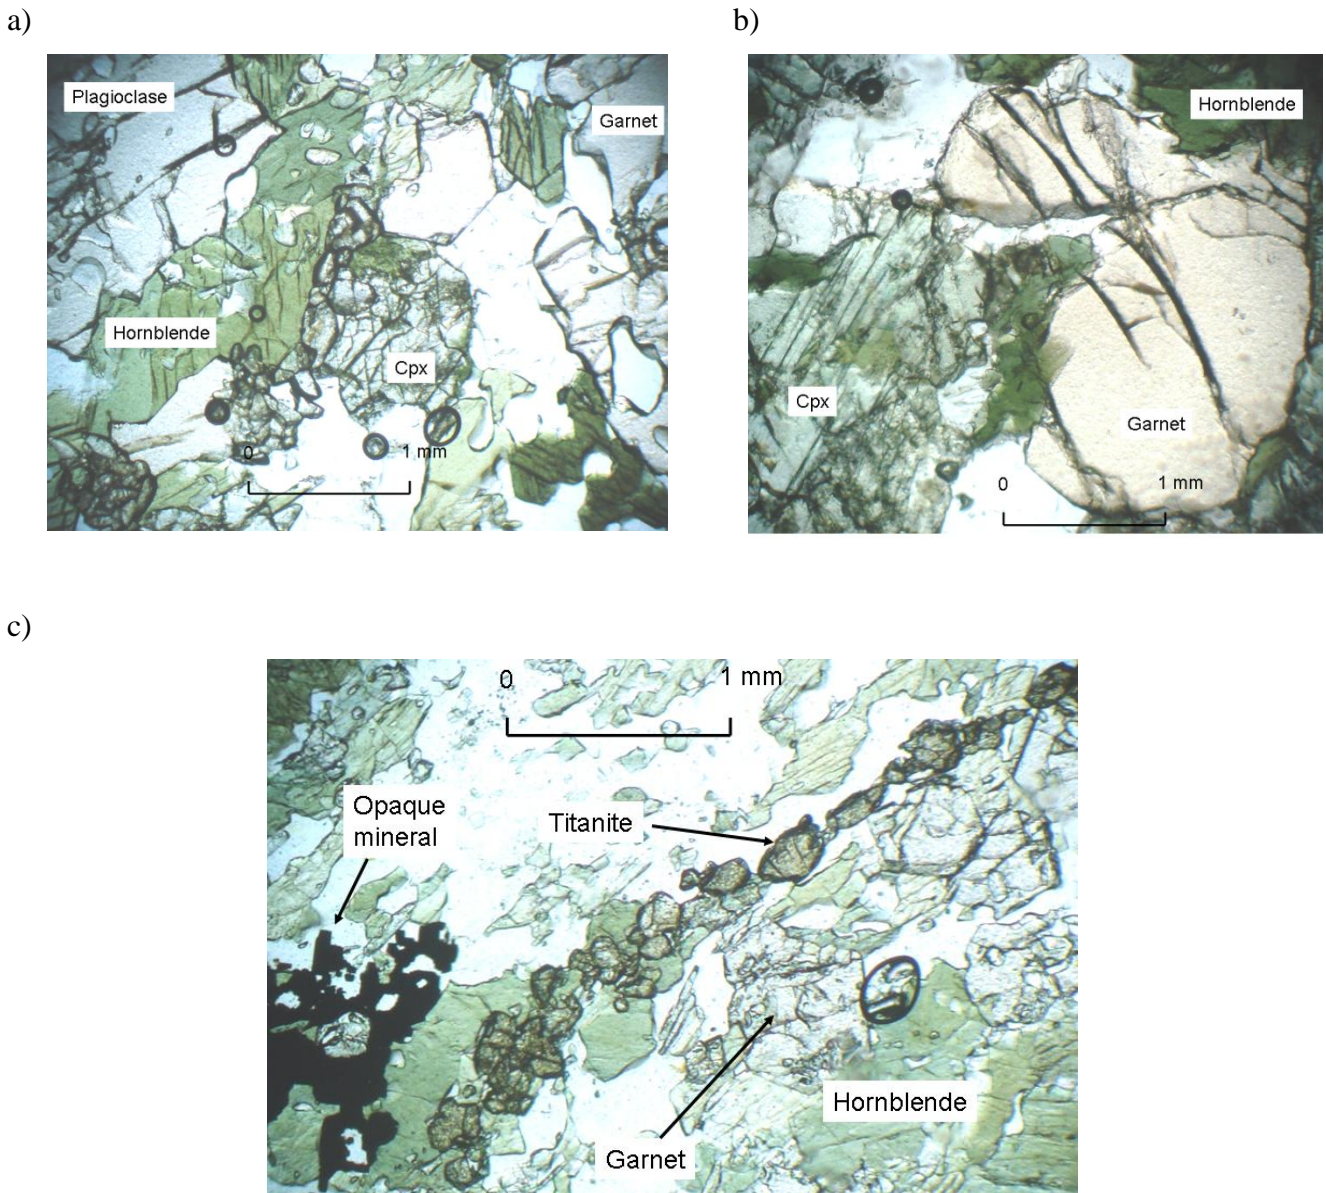 a)
b)
Plagioclase
Garnet
Hornblende
Cpx
0
1 mm
Hornblende
Cpx
Garnet
0
1 mm
c)
0
1 mm
Opaque
mineral
Titanite
Hornblende
Garnet